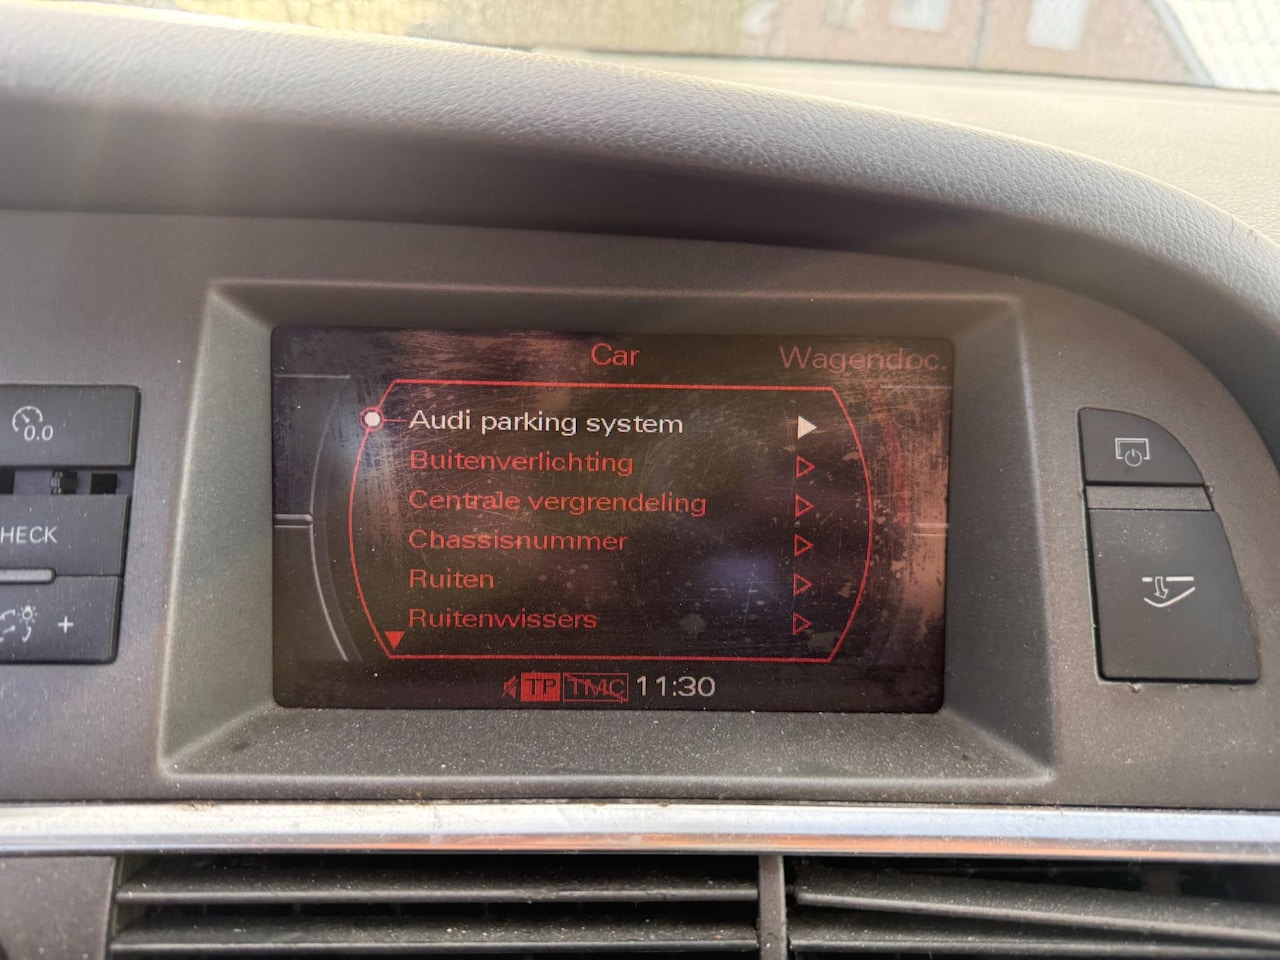 Car Wagendoc.
Audi parking system
Buitenverlichting
Centrale vergrendeling
Chassisnummer
Ruiten
Ruitenwissers
TP TMC 11:30
0.0
HECK
+